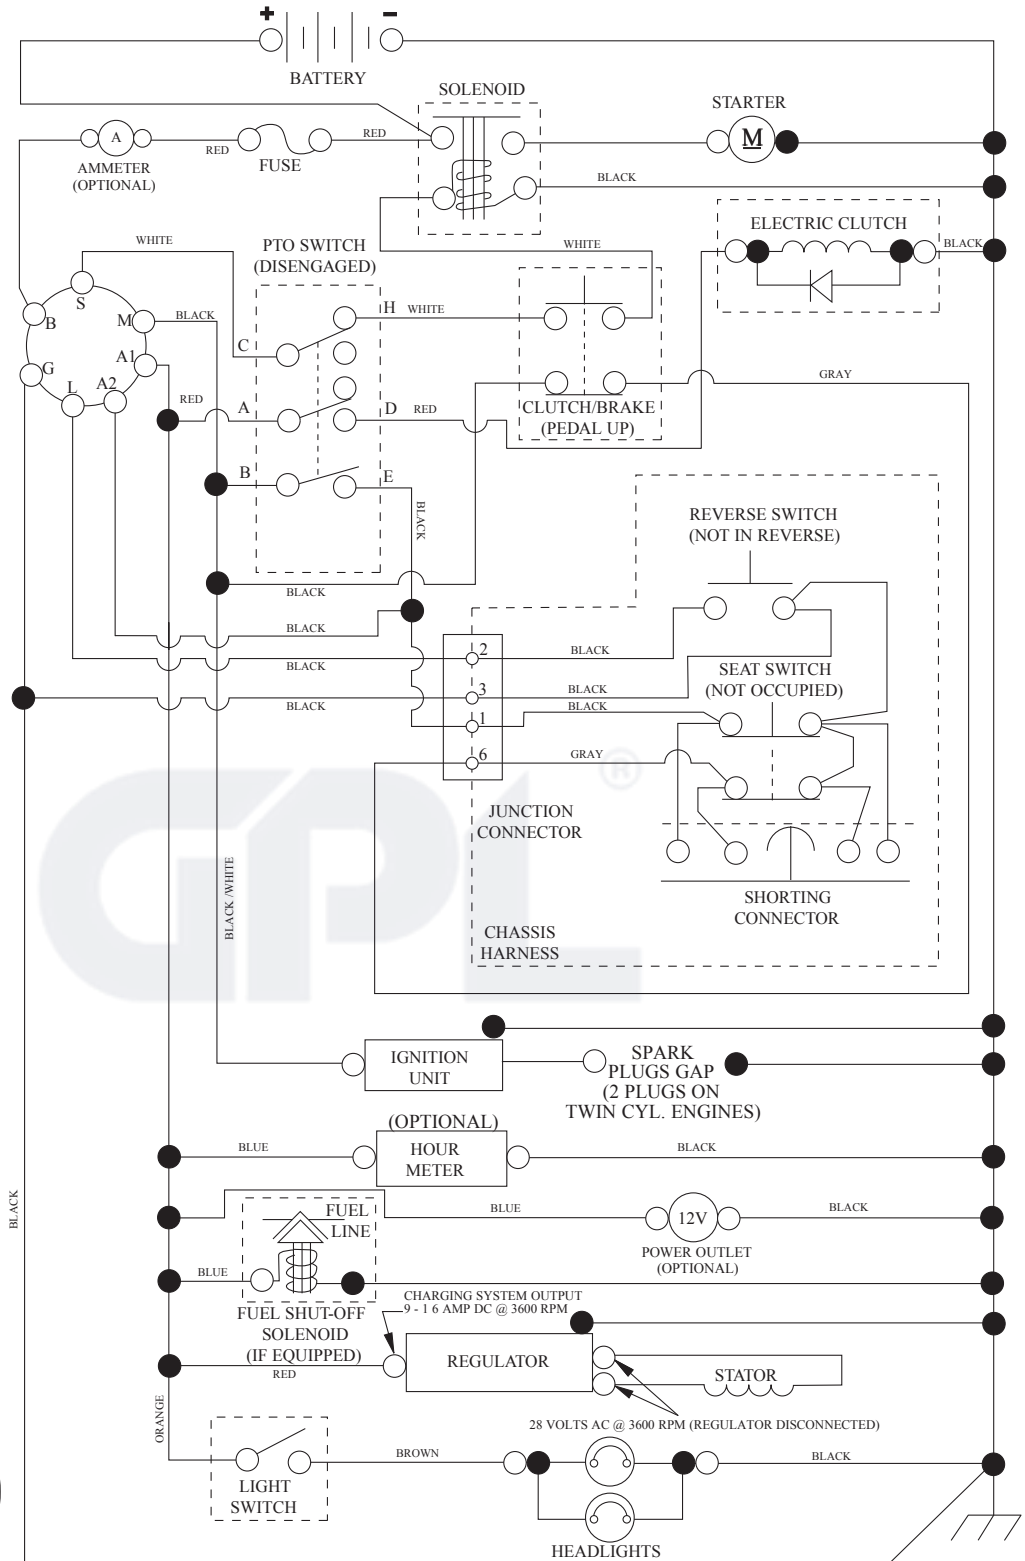 + -
BATTERY
SOLENOID
STARTER
A
RED
FUSE
RED
M
AMMETER
(OPTIONAL)
BLACK
ELECTRIC CLUTCH
BLACK
WHITE
PTO SWITCH
(DISENGAGED)
WHITE
S
B
M
BLACK
H
WHITE
C
G
A1
L
A2
RED
A
D
RED
GRAY
CLUTCH/BRAKE
(PEDAL UP)
B
E
BLACK
REVERSE SWITCH
(NOT IN REVERSE)
BLACK
BLACK
BLACK
2
BLACK
SEAT SWITCH
(NOT OCCUPIED)
BLACK
3
BLACK
BLACK
1
6
GRAY
®
GPL
JUNCTION
CONNECTOR
BLACK /WHITE
SHORTING
CONNECTOR
CHASSIS
HARNESS
IGNITION
UNIT
SPARK
PLUGS GAP
(2 PLUGS ON
TWIN CYL. ENGINES)
(OPTIONAL)
HOUR
METER
BLUE
BLACK
BLACK
FUEL
LINE
BLUE
12V
BLACK
POWER OUTLET
(OPTIONAL)
BLUE
CHARGING SYSTEM OUTPUT
9 - 1 6 AMP DC @ 3600 RPM
FUEL SHUT-OFF
SOLENOID
(IF EQUIPPED)
RED
REGULATOR
STATOR
ORANGE
28 VOLTS AC @ 3600 RPM (REGULATOR DISCONNECTED)
BROWN
BLACK
LIGHT
SWITCH
HEADLIGHTS